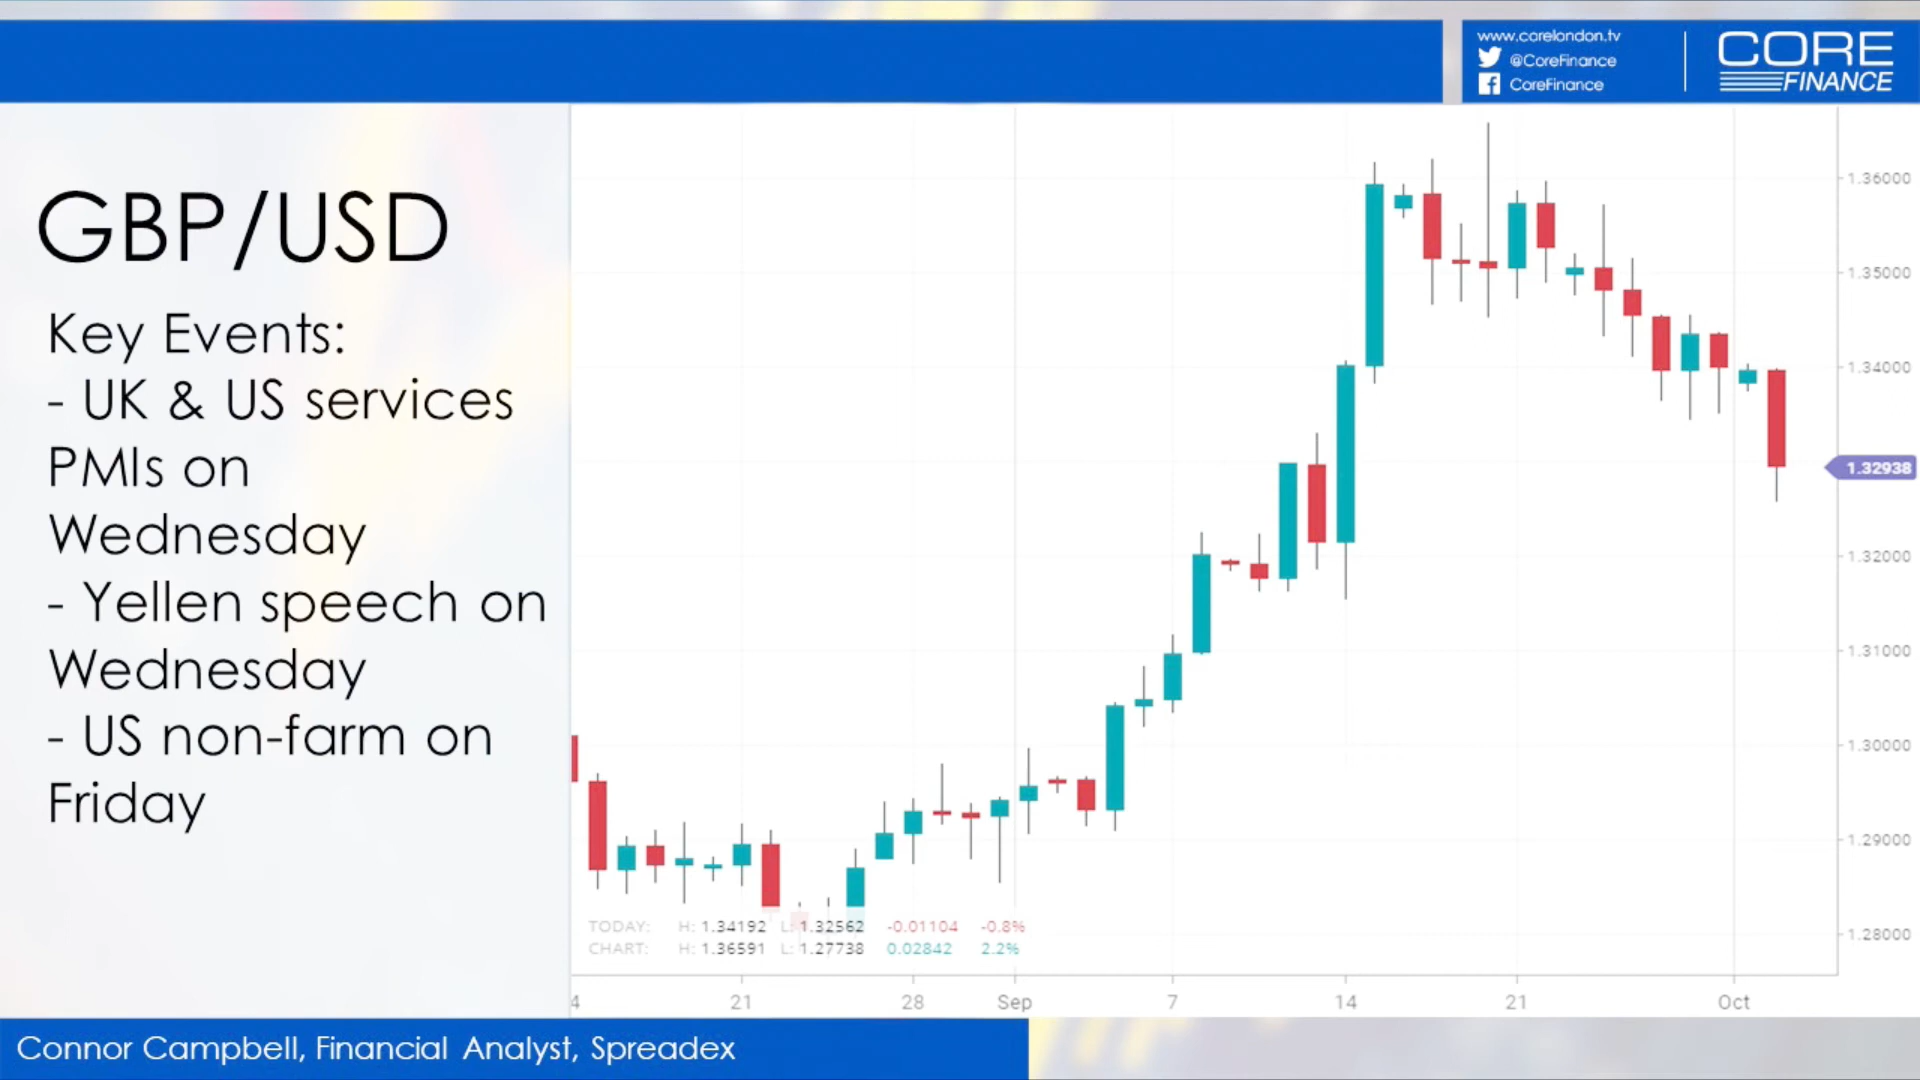 www.corelondon.tv
@CoreFinance
CoreFinance
CORE
FINANCE
GBP/USD
Key Events:
- UK & US services
PMIs on
Wednesday
- Yellen speech on
Wednesday
- US non-farm on
Friday
1.36000
1.35000
1.34000
1.32938
1.32000
1.31000
1.30000
1.29000
1.28000
TODAY: H: 1.34192 L: 1.32562 -0.01104 -0.8%
CHART: H: 1.36591 L: 1.27738 0.02842 2.2%
4 21 28 Sep 7 14 21 Oct
Connor Campbell, Financial Analyst, Spreadex